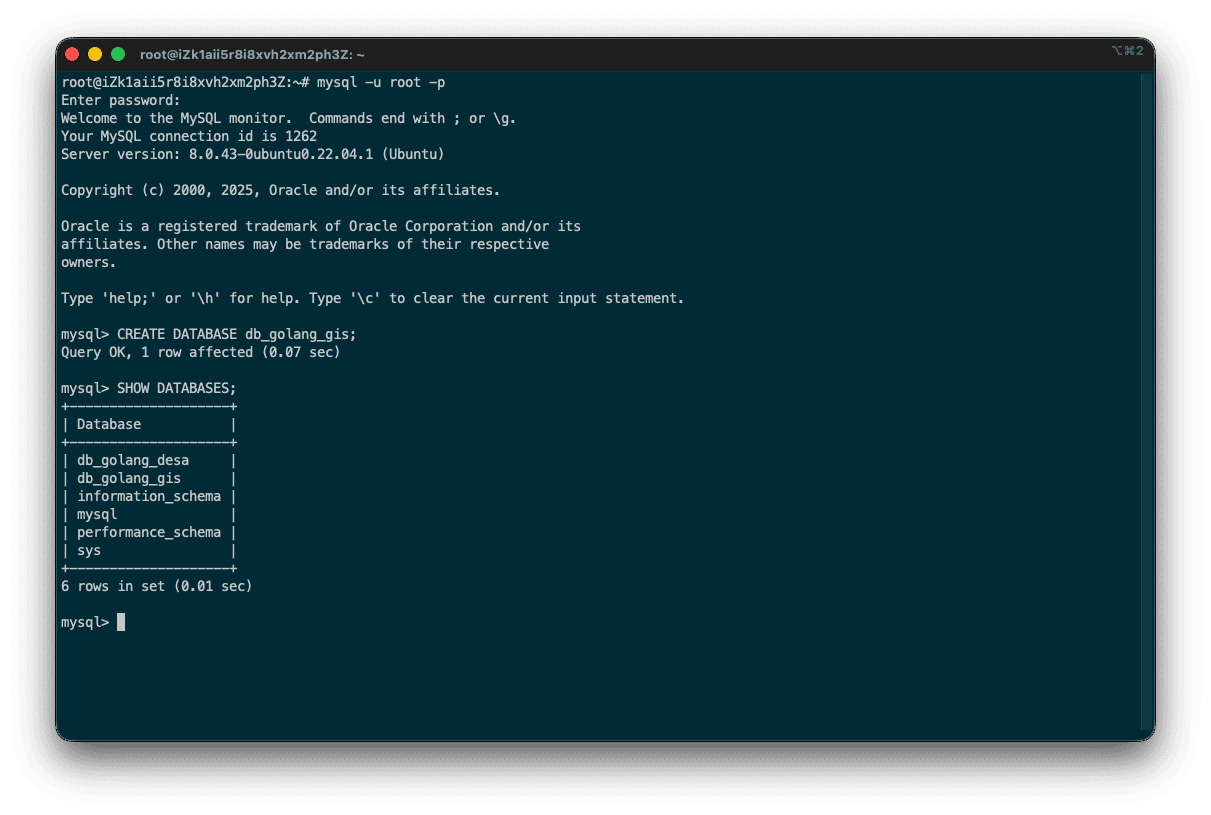 root@iZk1aii5r8i8xvh2xm2ph3Z: ~
⌥⌘2
root@iZk1aii5r8i8xvh2xm2ph3Z:~# mysql -u root -p
Enter password:
Welcome to the MySQL monitor.  Commands end with ; or \g.
Your MySQL connection id is 1262
Server version: 8.0.43-0ubuntu0.22.04.1 (Ubuntu)
Copyright (c) 2000, 2025, Oracle and/or its affiliates.
Oracle is a registered trademark of Oracle Corporation and/or its
affiliates. Other names may be trademarks of their respective
owners.
Type 'help;' or '\h' for help. Type '\c' to clear the current input statement.
mysql> CREATE DATABASE db_golang_gis;
Query OK, 1 row affected (0.07 sec)
mysql> SHOW DATABASES;
+--------------------+
| Database           |
+--------------------+
| db_golang_desa     |
| db_golang_gis      |
| information_schema |
| mysql              |
| performance_schema |
| sys                |
+--------------------+
6 rows in set (0.01 sec)
mysql>